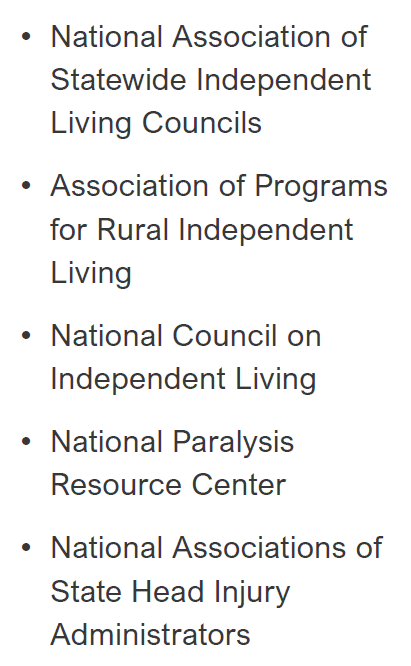 • National Association of
Statewide Independent
Living Councils
• Association of Programs
for Rural Independent
Living
• National Council on
Independent Living
• National Paralysis
Resource Center
• National Associations of
State Head Injury
Administrators